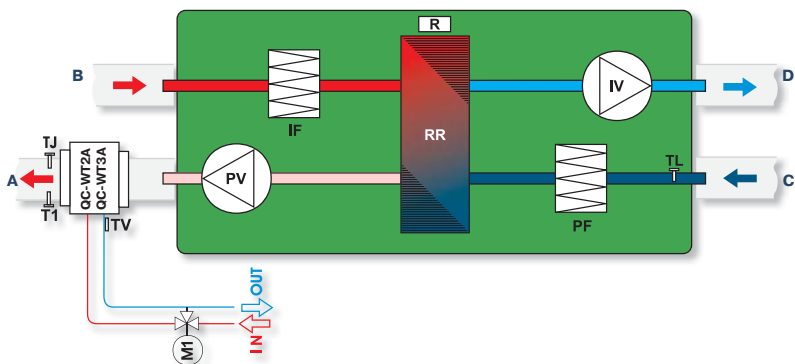 R
B
D
IV
IF
RR
TJ
TL
QC-WT2A
QC-WT3A
A
PV
C
T1
TV
PF
OUT
IN
M1